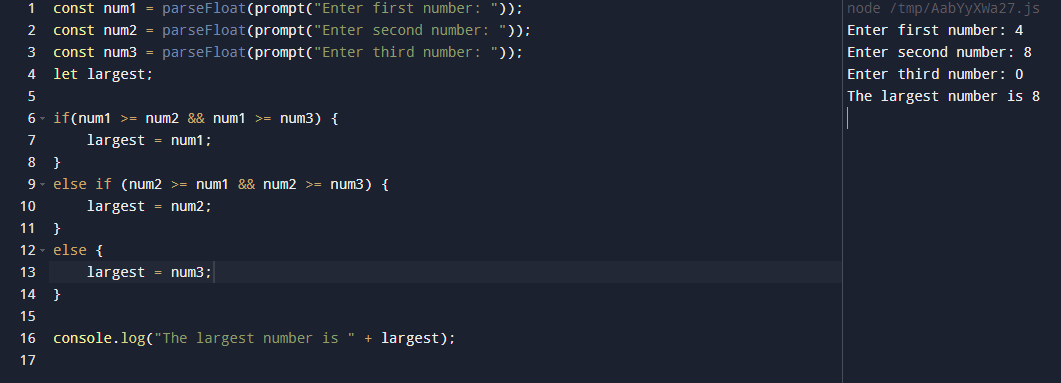 1 const num1 = parseFloat(prompt("Enter first number: "));
2 const num2 = parseFloat(prompt("Enter second number: "));
3 const num3 = parseFloat(prompt("Enter third number: "));
4 let largest;
5
6 if(num1 >= num2 && num1 >= num3) {
7     largest = num1;
8 }
9 else if (num2 >= num1 && num2 >= num3) {
10     largest = num2;
11 }
12 else {
13     largest = num3;
14 }
15
16 console.log("The largest number is " + largest);
17
node /tmp/AabYyXWa27.js
Enter first number: 4
Enter second number: 8
Enter third number: 0
The largest number is 8